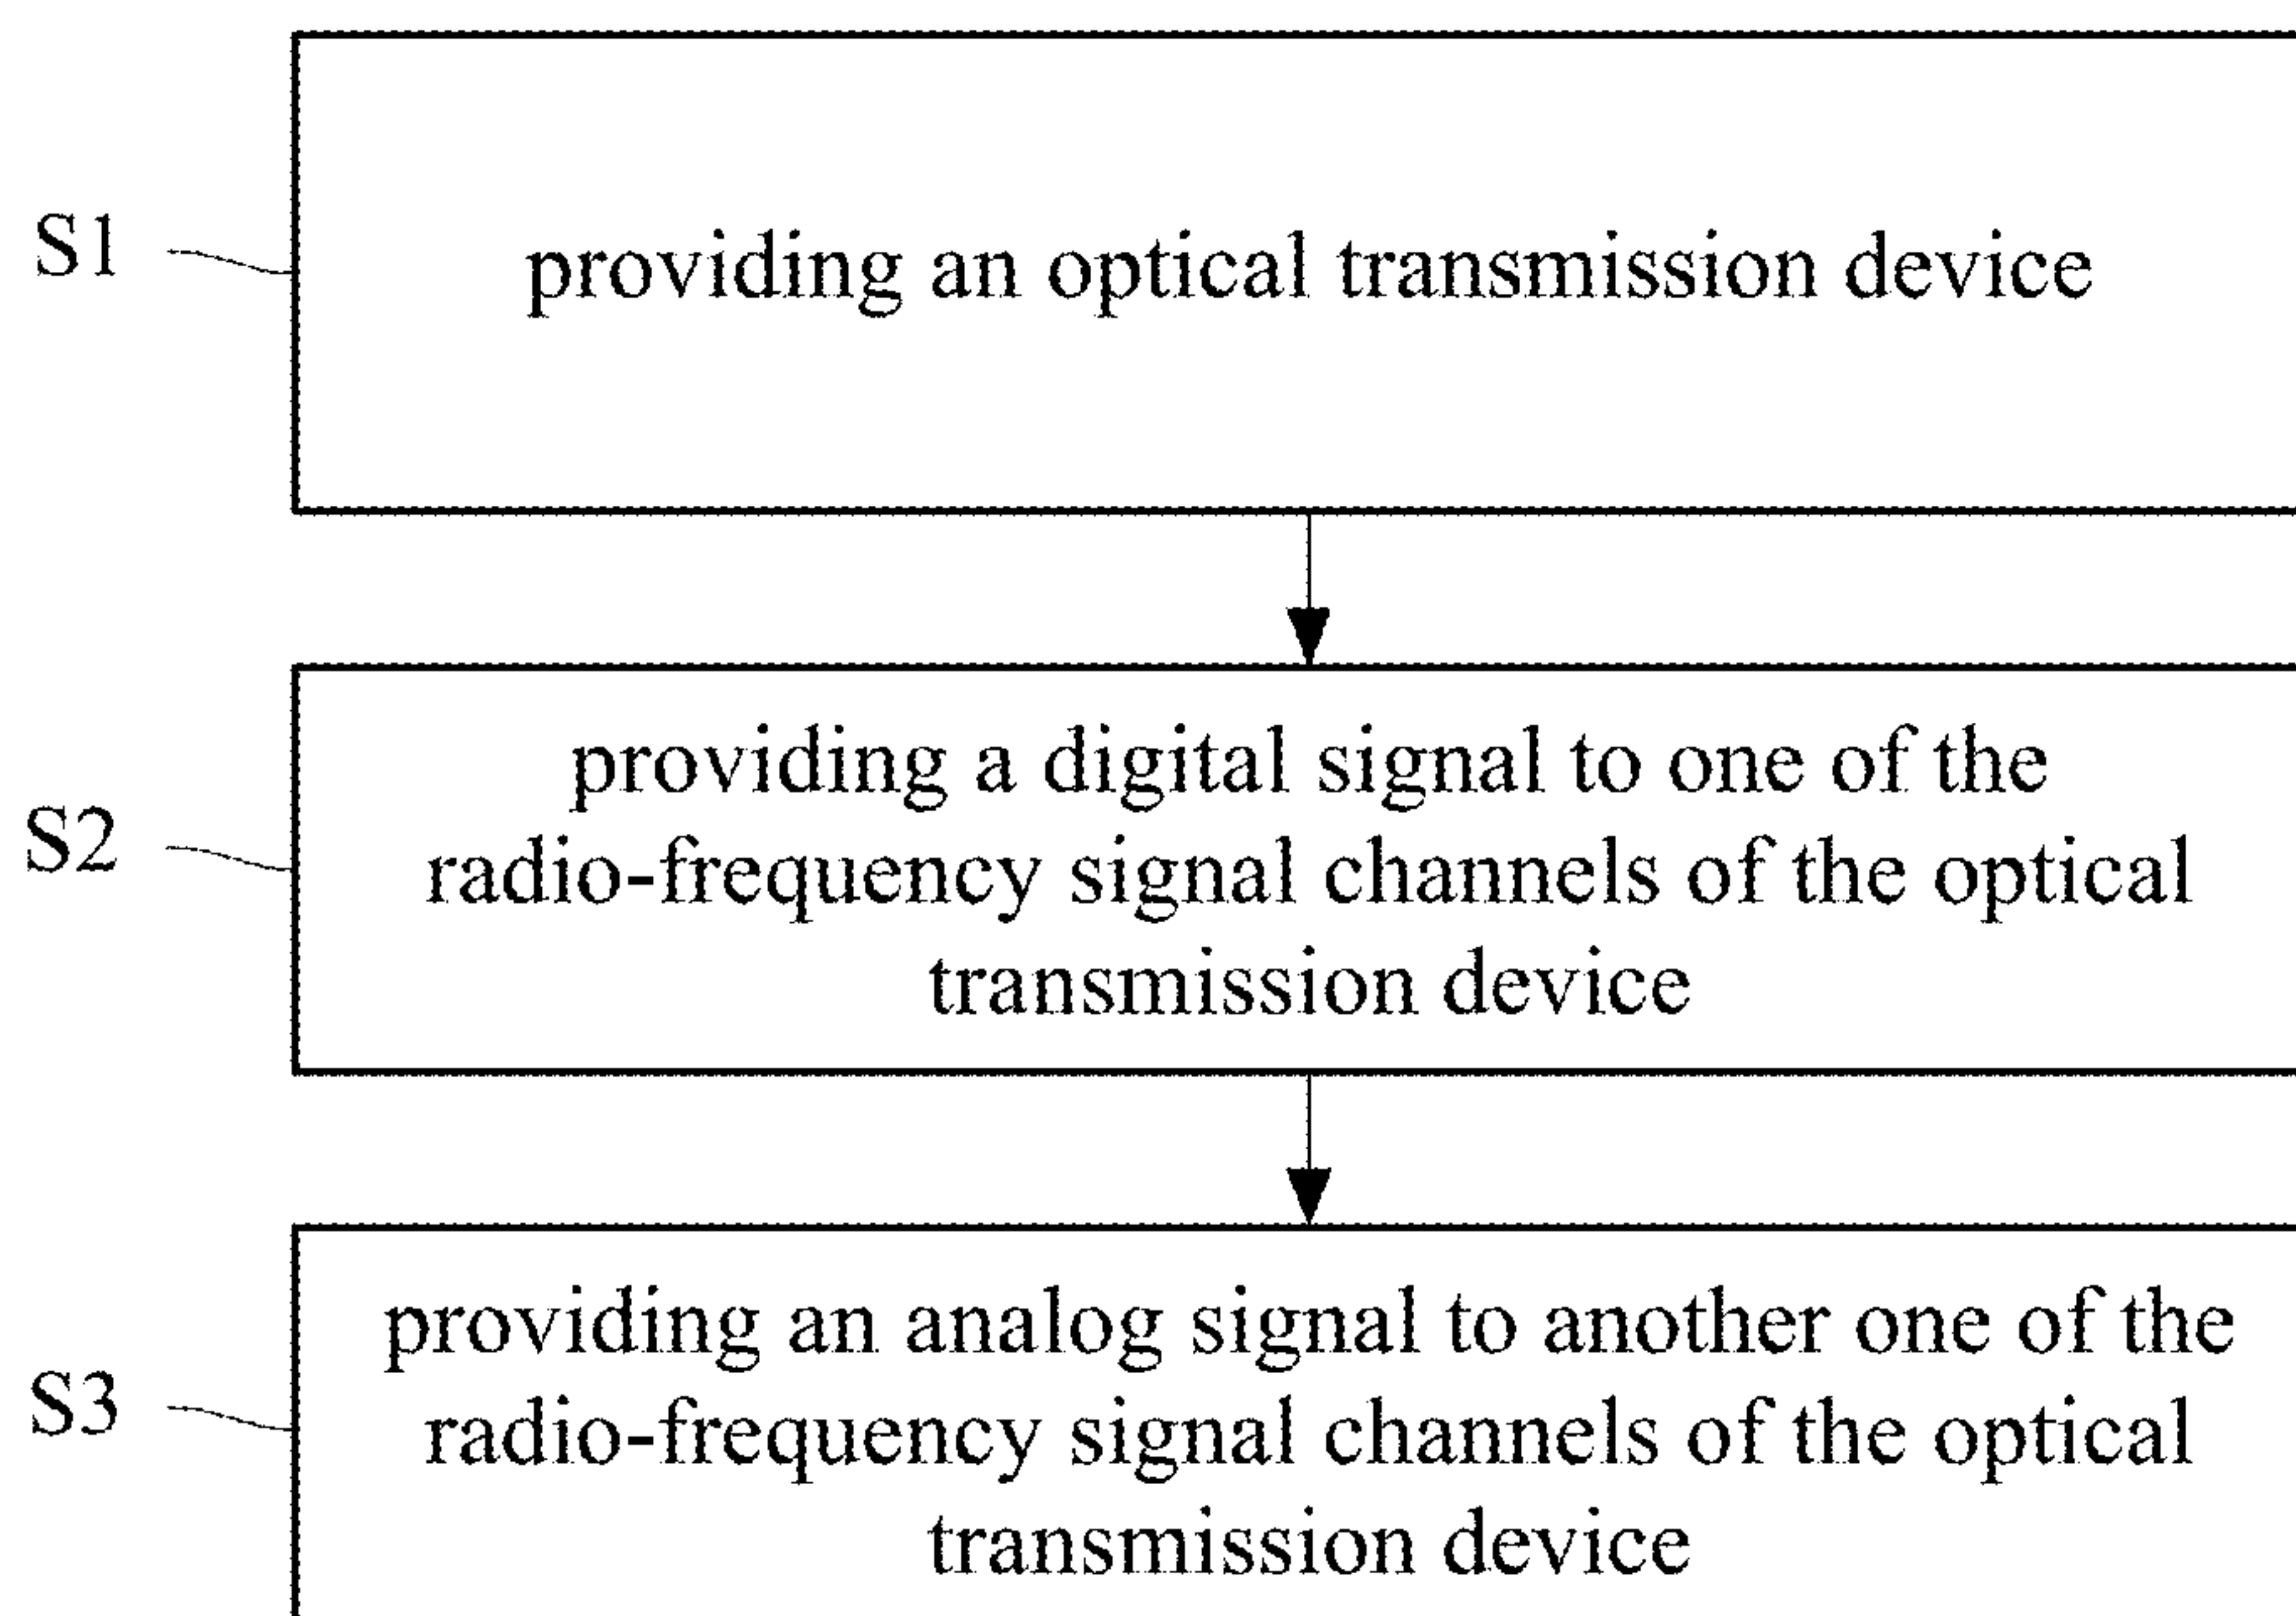 S1
providing an optical transmission device
S2
providing a digital signal to one of the
radio-frequency signal channels of the optical
transmission device
S3
providing an analog signal to another one of the
radio-frequency signal channels of the optical
transmission device